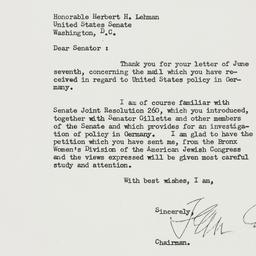 Honorable Herbert H. Lehman
United States Senate
Washington, D.C.
Dear Senator :
Thank you for your letter of June
seventh, concerning the mail which you have re-
ceived in regard to United States policy in Ger-
many.
I am of course familiar with
Senate Joint Resolution 260, which you introduced,
together with Senator Gillette and other members
of the Senate and which provides for an investiga-
tion of policy in Germany. I am glad to have the
petition which you have sent me, from the Bronx
Women's Division of the American Jewish Congress
and the views expressed will be given most careful
study and attention.
With best wishes, I am,
Sincerely,
Chairman.